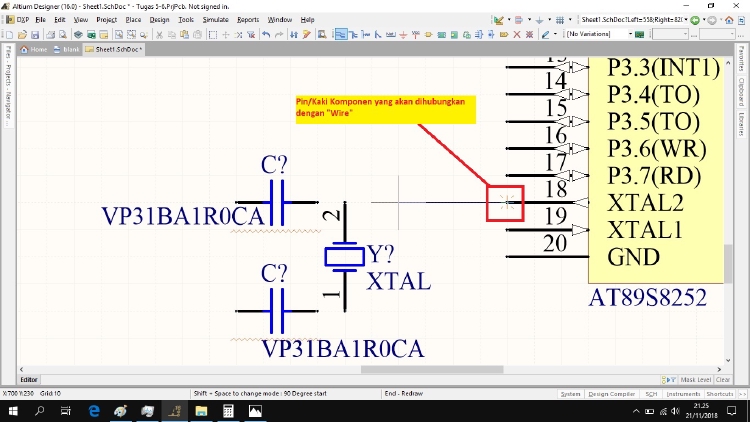 Altium Designer (16.0) - Sheet1.SchDoc * - Tugas 5-6.PrjPcb. Not signed in.
DXP File Edit View Project Place Design Tools Simulate Reports Window Help
Sheet1.SchDoc?Left=558;Right=820
Home blank Sheet1.SchDoc *
[No Variations]
Files Projects Navigator
Favorites Clipboard Libraries
Pin/Kaki Komponen yang akan dihubungkan
dengan "Wire"
13 P3.3(INT1)
14 P3.4(TO)
15 P3.5(TO)
16 P3.6(WR)
17 P3.7(RD)
18 XTAL2
19 XTAL1
20 GND
AT89S8252
C?
VP31BA1R0CA
2
Y?
XTAL
1
C?
VP31BA1R0CA
Editor
Mask Level Clear
X:700 Y:230 Grid:10 Shift + Space to change mode : 90 Degree start End - Redraw
System Design Compiler SCH Instruments Shortcuts >>
21.25
21/11/2018